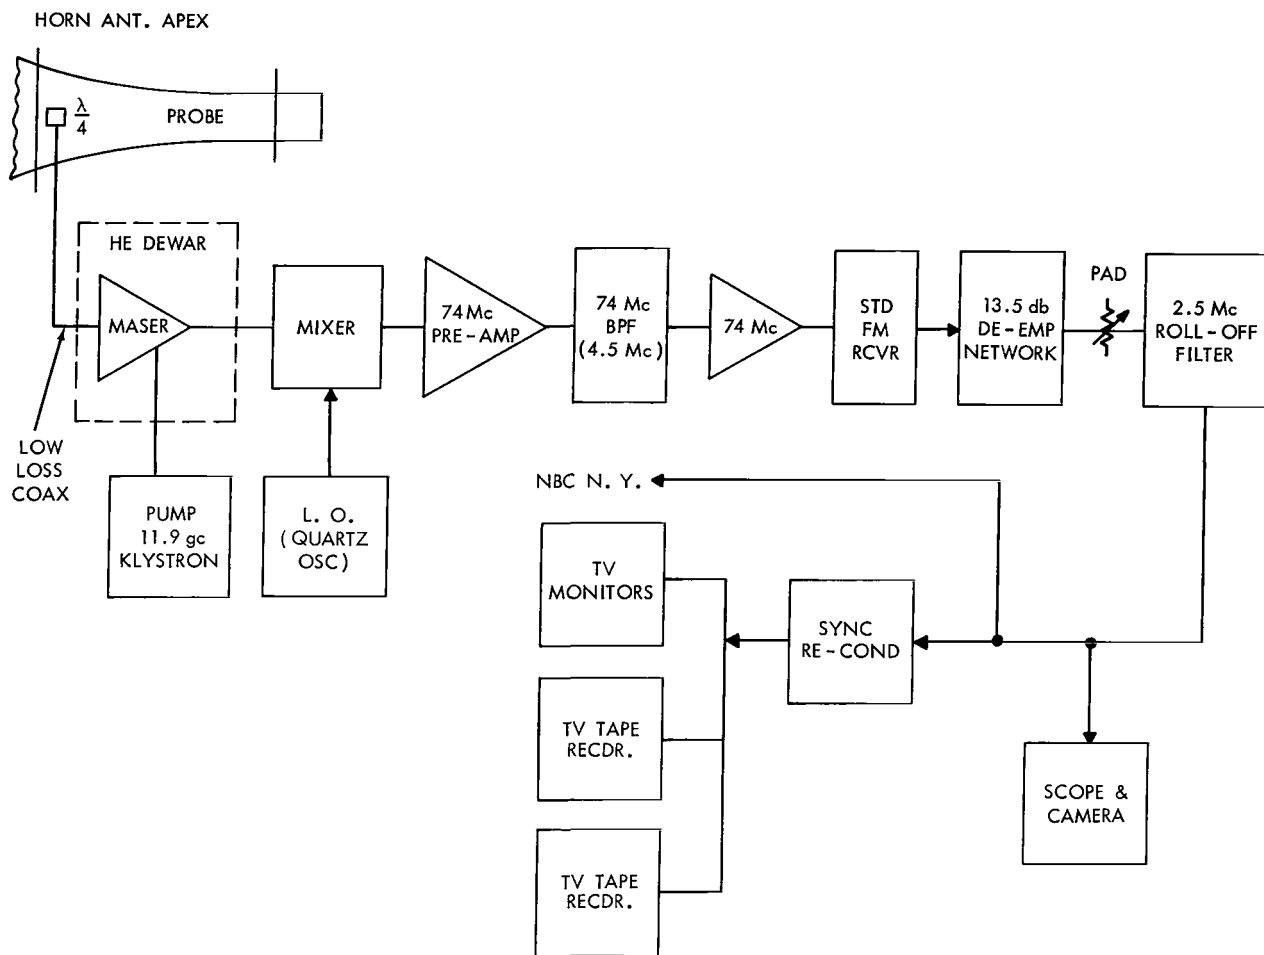 HORN ANT. APEX
λ
4
PROBE
HE DEWAR
MASER
LOW
LOSS
COAX
PUMP
11.9 gc
KLYSTRON
MIXER
L. O.
(QUARTZ
OSC)
74 Mc
PRE-AMP
74 Mc
BPF
(4.5 Mc)
74 Mc
STD
FM
RCVR
13.5 db
DE-EMP
NETWORK
PAD
2.5 Mc
ROLL-OFF
FILTER
NBC N. Y.
TV
MONITORS
SYNC
RE-COND
TV TAPE
RECDR.
SCOPE &
CAMERA
TV TAPE
RECDR.